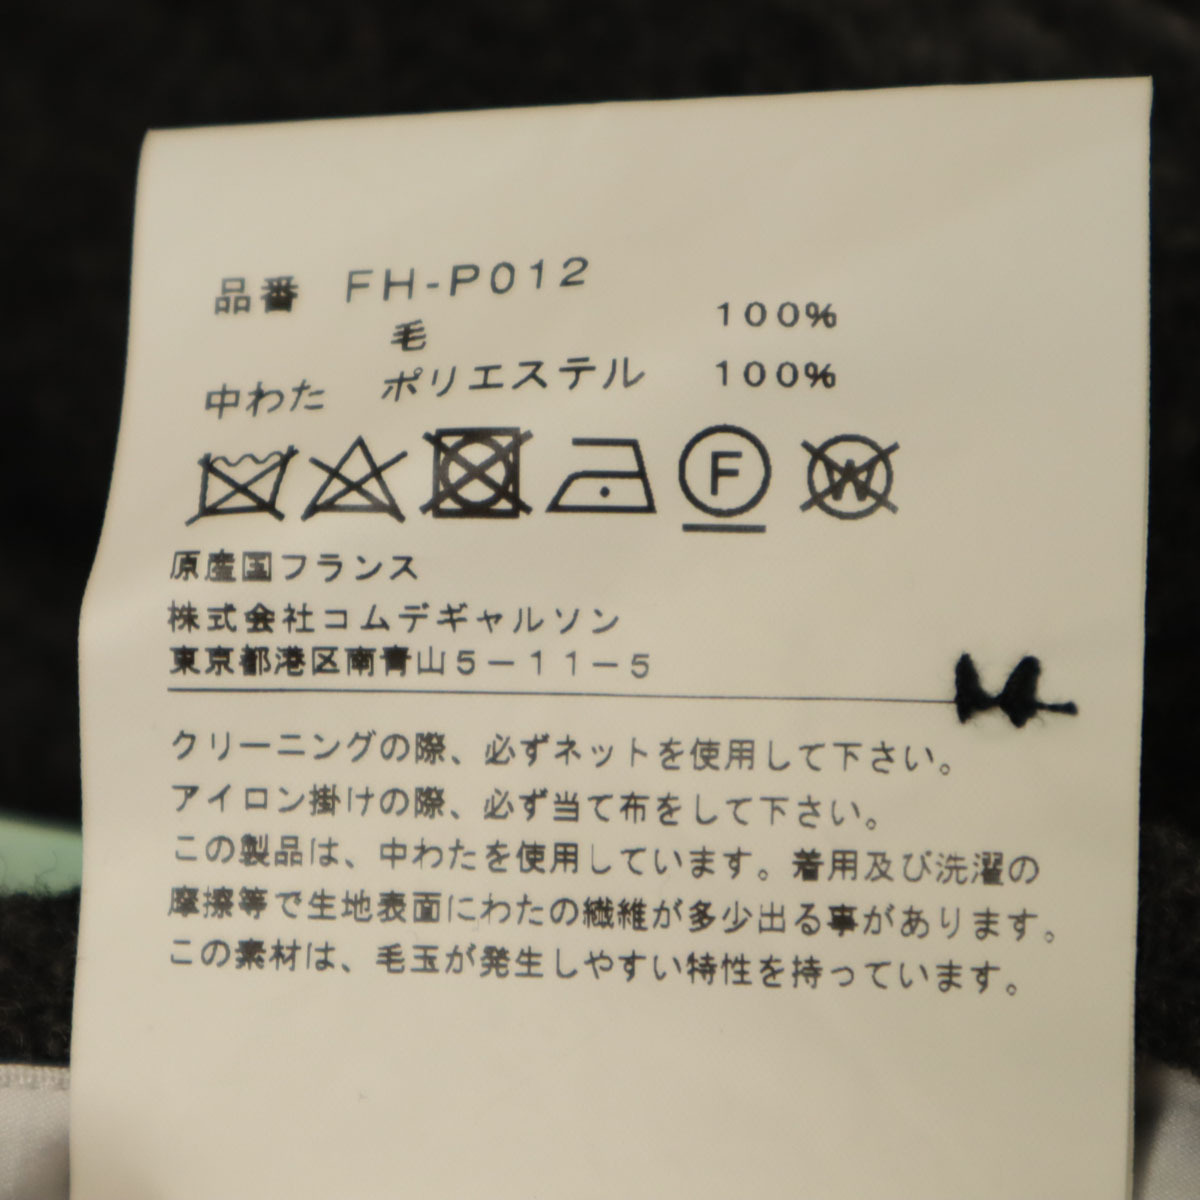 品番 FH-P012
毛 100%
中わた ポリエステル 100%
F W
原産国フランス
株式会社コムデギャルソン
東京都港区南青山5-11-5
クリーニングの際、必ずネットを使用して下さい。
アイロン掛けの際、必ず当て布をして下さい。
この製品は、中わたを使用しています。着用及び洗濯の
摩擦等で生地表面にわたの繊維が多少出る事があります。
この素材は、毛玉が発生しやすい特性を持っています。